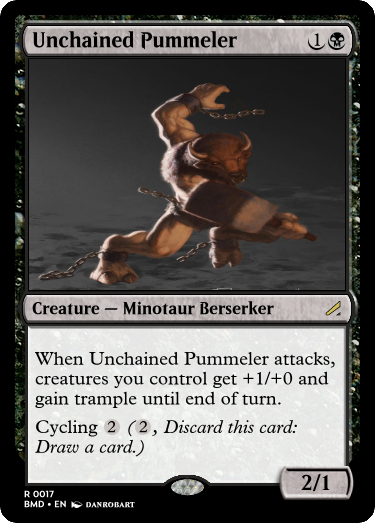 Unchained Pummeler 1
Creature — Minotaur Berserker
When Unchained Pummeler attacks,
creatures you control get +1/+0 and
gain trample until end of turn.
Cycling 2 (2, Discard this card:
Draw a card.)
2/1
R 0017
BMD • EN DANROBART